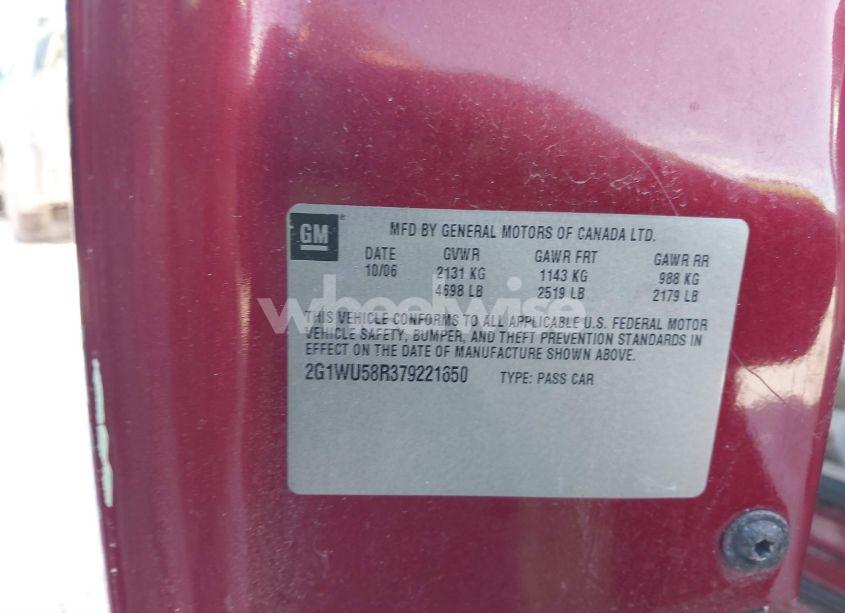 GM
MFD BY GENERAL MOTORS OF CANADA LTD.
DATE GVWR GAWR FRT GAWR RR
10/06 2131 KG 1143 KG 988 KG
4698 LB 2519 LB 2179 LB
wheelwise
THIS VEHICLE CONFORMS TO ALL APPLICABLE U.S. FEDERAL MOTOR
VEHICLE SAFETY, BUMPER, AND THEFT PREVENTION STANDARDS IN
EFFECT ON THE DATE OF MANUFACTURE SHOWN ABOVE.
2G1WU58R379221650 TYPE: PASS CAR